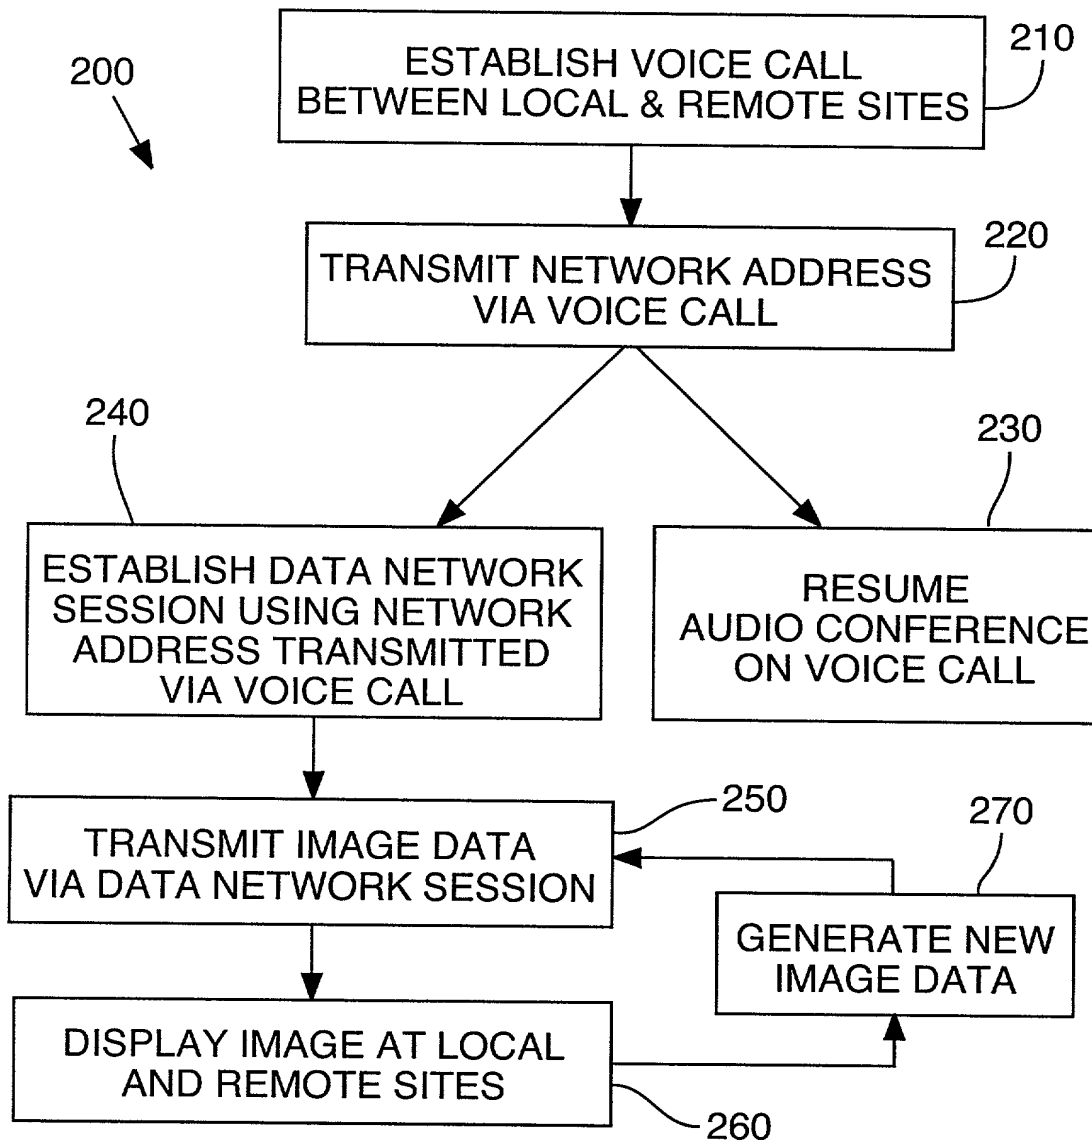 200
210
ESTABLISH VOICE CALL
BETWEEN LOCAL & REMOTE SITES
220
TRANSMIT NETWORK ADDRESS
VIA VOICE CALL
240
230
ESTABLISH DATA NETWORK
SESSION USING NETWORK
ADDRESS TRANSMITTED
VIA VOICE CALL
RESUME
AUDIO CONFERENCE
ON VOICE CALL
250
TRANSMIT IMAGE DATA
VIA DATA NETWORK SESSION
270
GENERATE NEW
IMAGE DATA
DISPLAY IMAGE AT LOCAL
AND REMOTE SITES
260